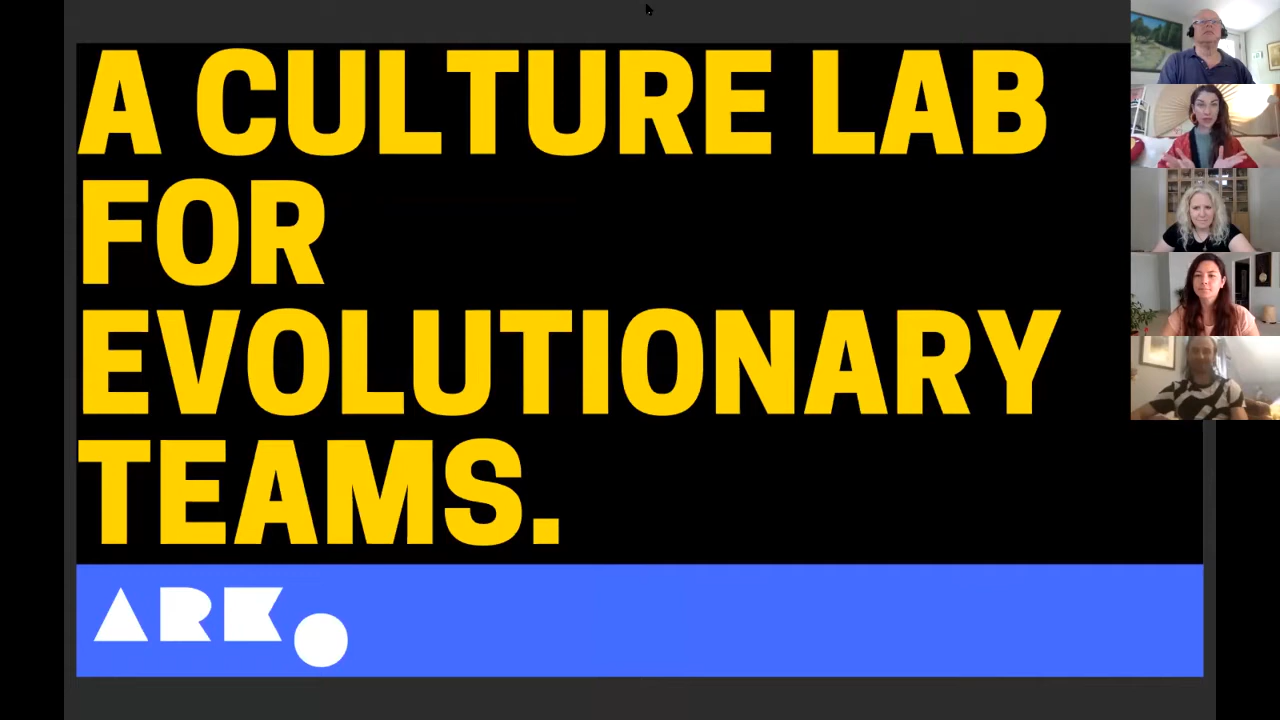 A CULTURE LAB
FOR
EVOLUTIONARY
TEAMS.
ARK.